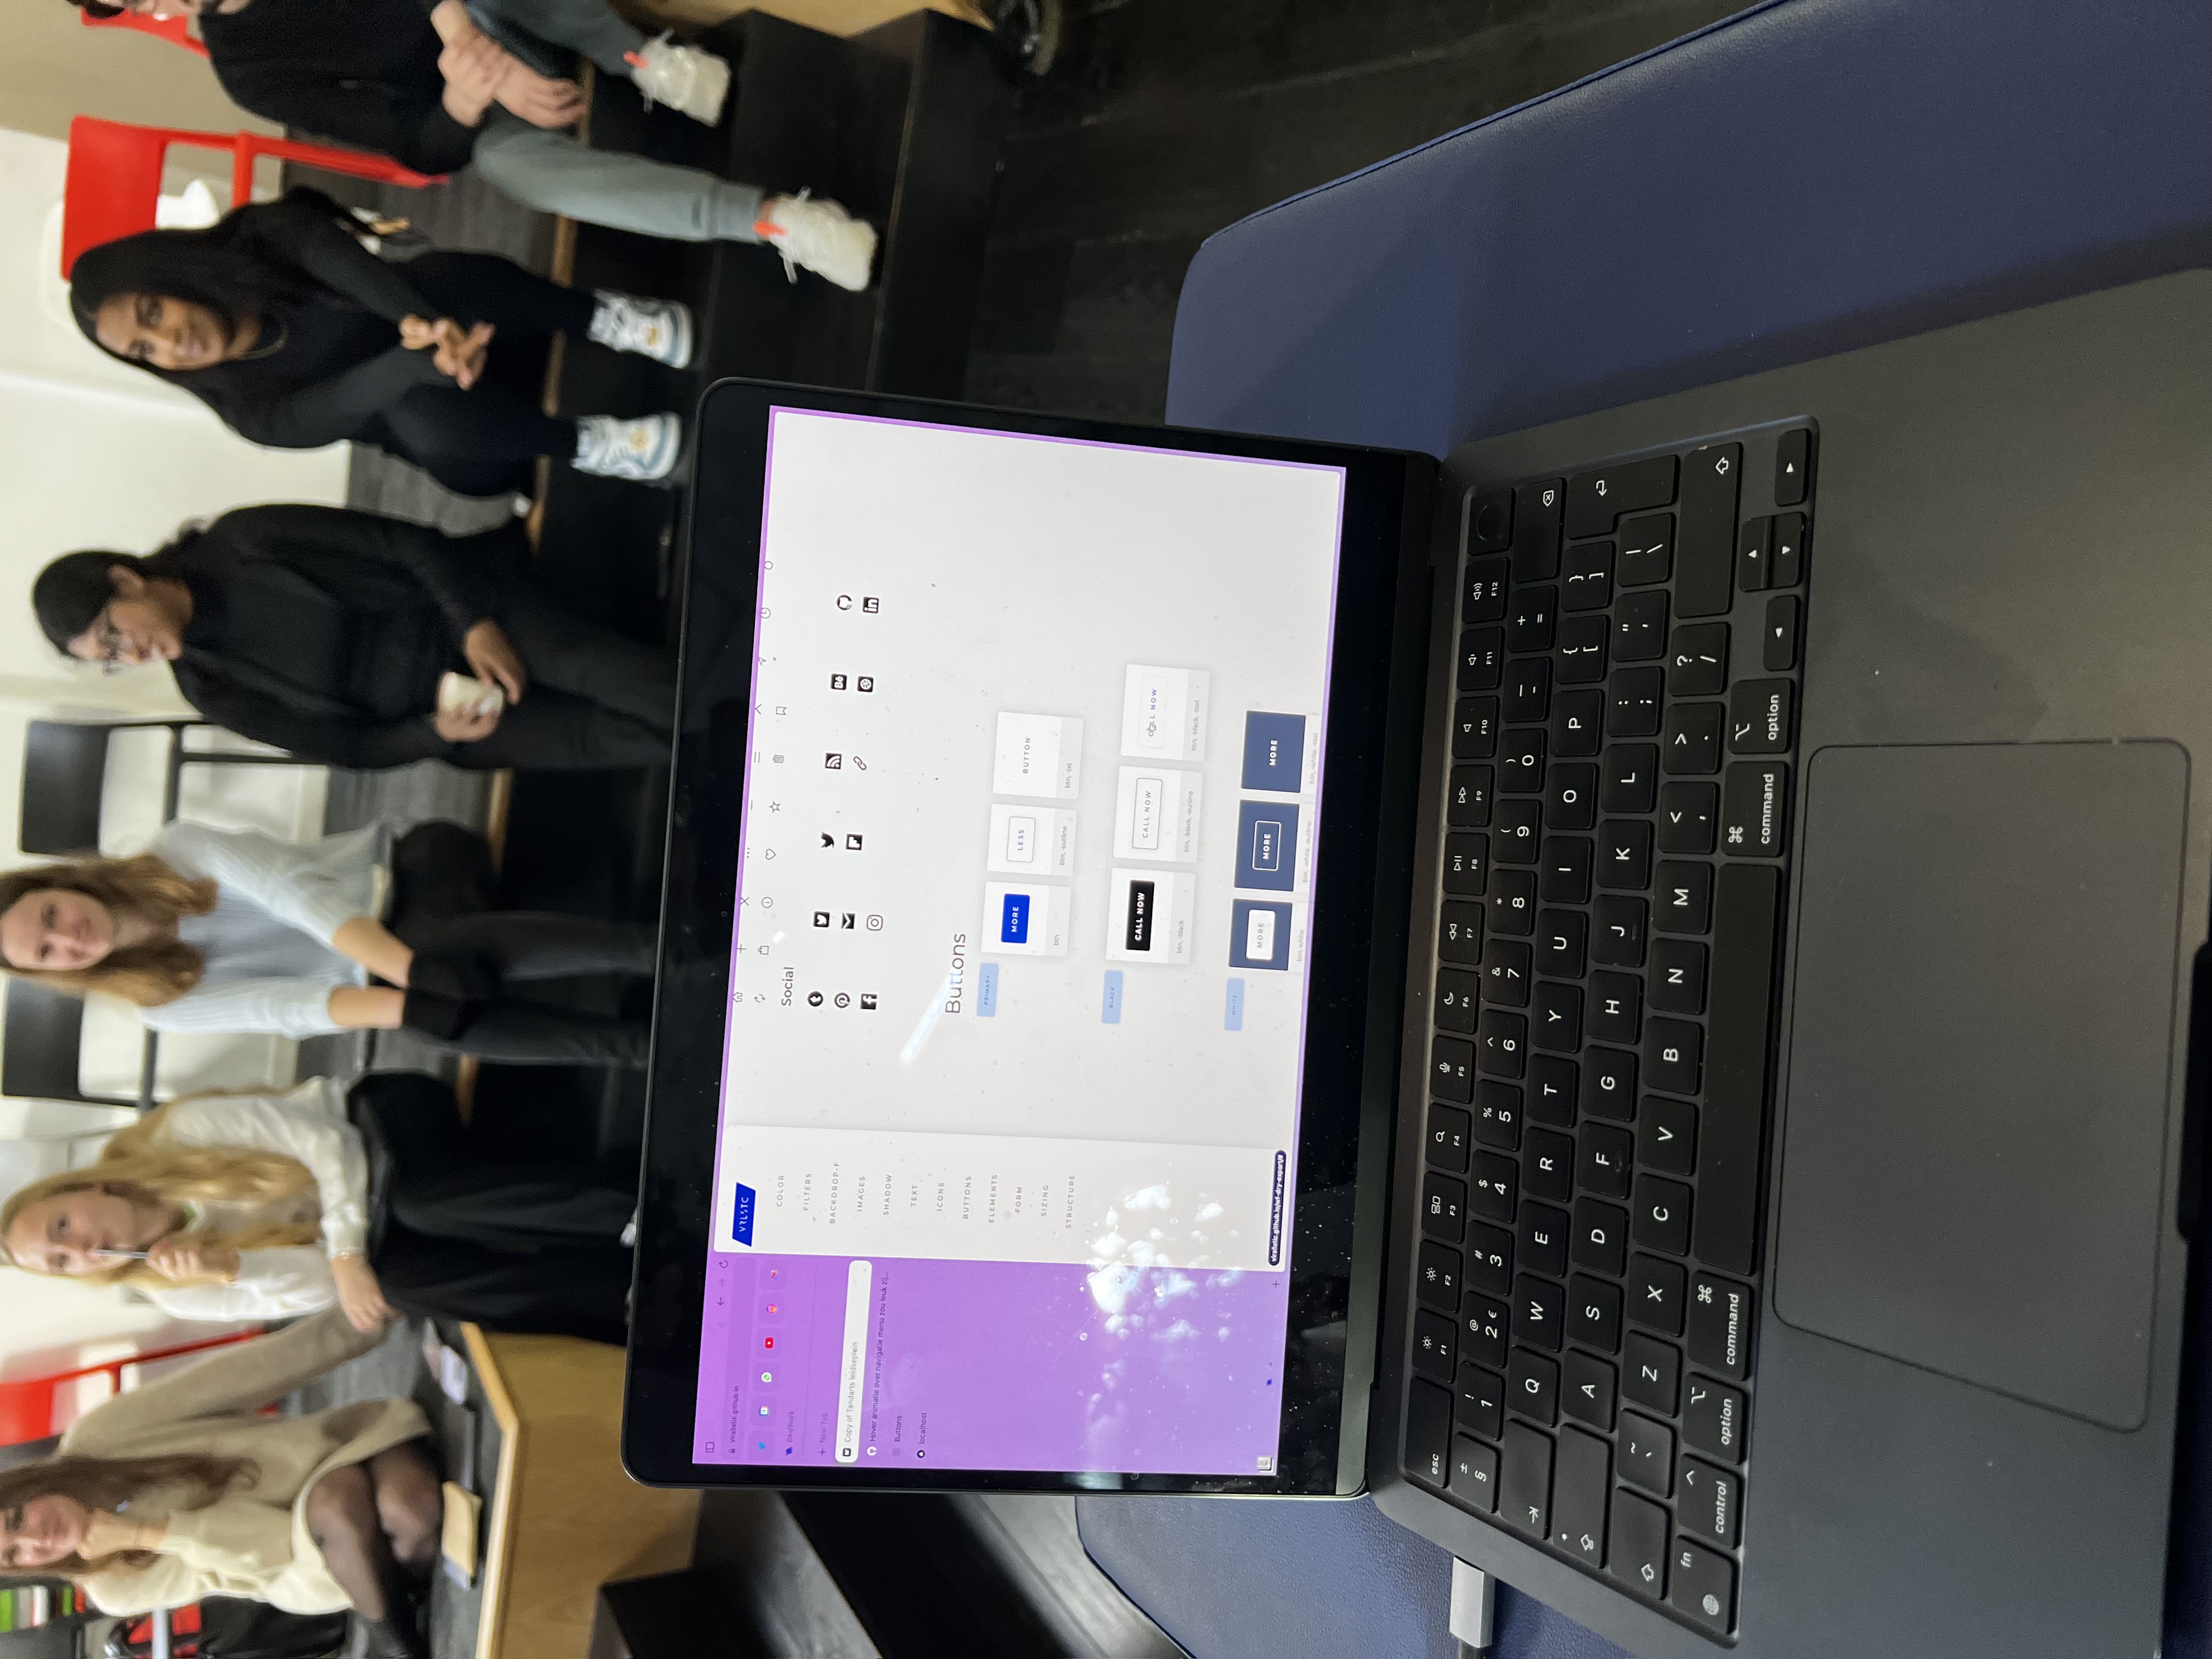 viralistic.github.io
DevWork
New Tab
Copy of Tandarts leidseplein
Hover animatie over navigatie menu zou leuk zij...
Buttons
localhost
VRLSTC
COLOR
FILTERS
BACKDROP-F
IMAGES
SHADOW
TEXT
ICONS
BUTTONS
ELEMENTS
FORM
SIZING
STRUCTURE
viralistic.github.io/wf-dry-export/#
Social
Buttons
PRIMARY
MORE LESS BUTTON
btn btn, -outline btn, -txt
BLACK
CALL NOW CALL NOW CALL NOW
btn, -black btn, -black, -outline btn, -black, -text
WHITE
MORE MORE MORE
btn, white btn, -white, -outline btn, -white, -text
esc F1 F2 F3 F4 F5 F6 F7 F8 F9 F10 F11 F12
± ! @ # $ % ^ & * ( ) — +
§ 1 2 € 3 4 5 6 7 8 9 0 - =
Q W E R T Y U I O P { }
[ ]
A S D F G H J K L : " |
; ' \
~ Z X C V B N M < > ?
` , . /
fn control option command command option